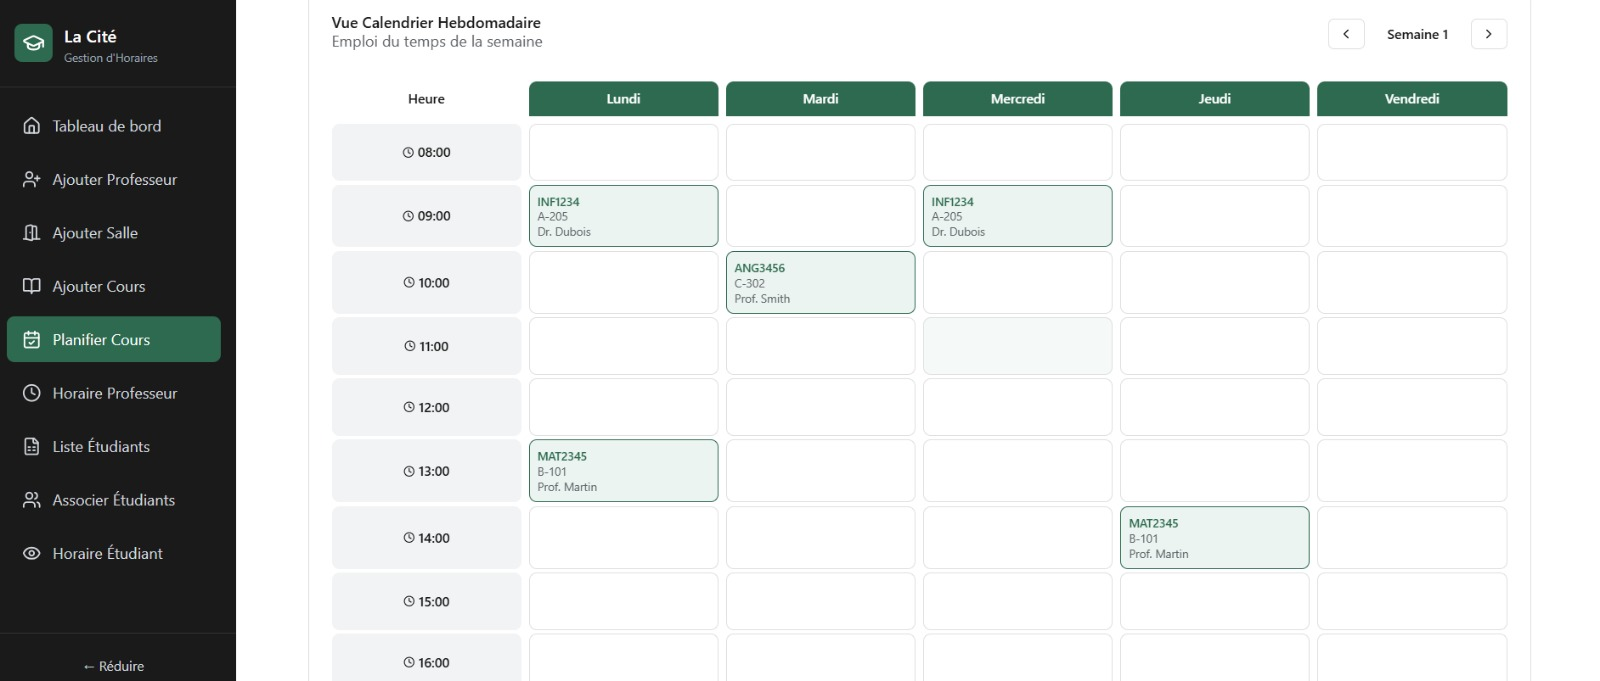 La Cité
Gestion d'Horaires
Tableau de bord
Ajouter Professeur
Ajouter Salle
Ajouter Cours
Planifier Cours
Horaire Professeur
Liste Étudiants
Associer Étudiants
Horaire Étudiant
← Réduire
Vue Calendrier Hebdomadaire
Emploi du temps de la semaine
Semaine 1
Heure Lundi Mardi Mercredi Jeudi Vendredi
08:00
09:00
INF1234
A-205
Dr. Dubois
INF1234
A-205
Dr. Dubois
10:00
ANG3456
C-302
Prof. Smith
11:00
12:00
13:00
MAT2345
B-101
Prof. Martin
14:00
MAT2345
B-101
Prof. Martin
15:00
16:00